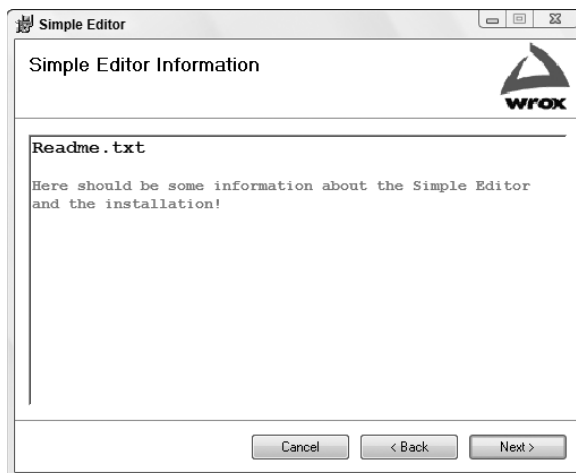 Simple Editor
Simple Editor Information
wrox
Readme.txt
Here should be some information about the Simple Editor
and the installation!
Cancel
< Back
Next >